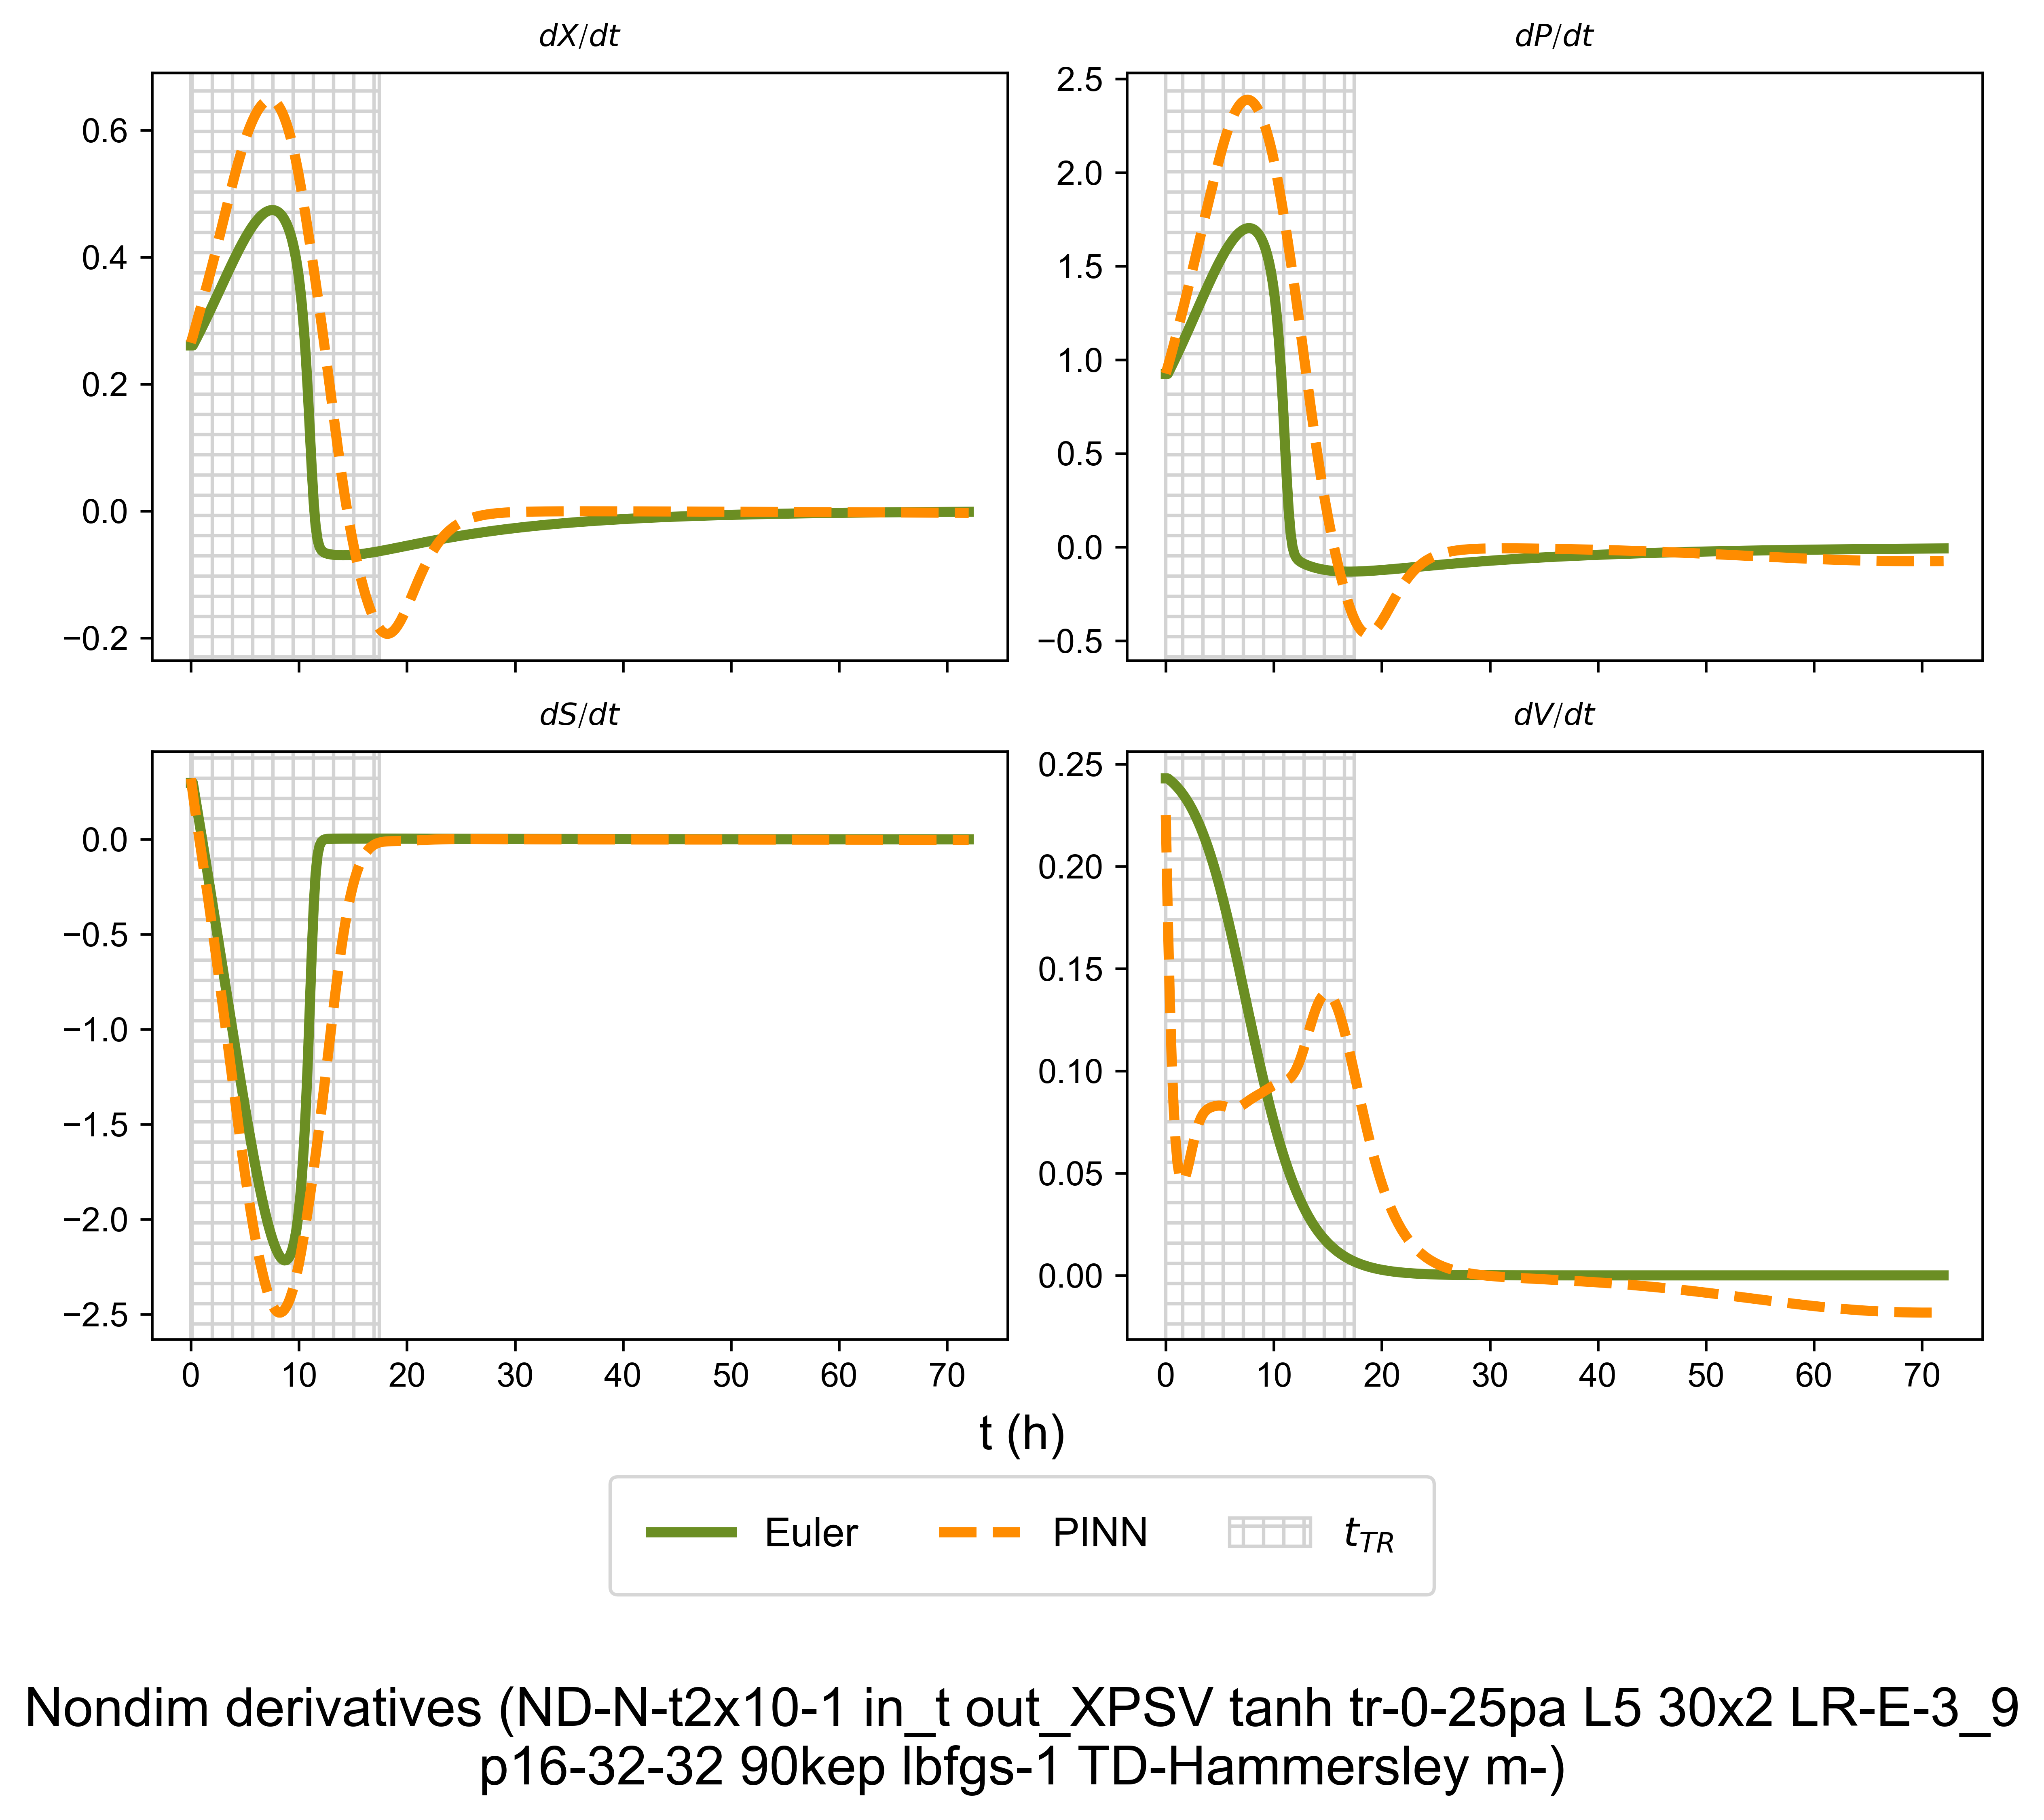 dX/dt
dP/dt
0.6
0.4
0.2
0.0
−0.2
2.5
2.0
1.5
1.0
0.5
0.0
−0.5
dS/dt
dV/dt
0.0
−0.5
−1.0
−1.5
−2.0
−2.5
0 10 20 30 40 50 60 70
0.25
0.20
0.15
0.10
0.05
0.00
0 10 20 30 40 50 60 70
t (h)
Euler PINN t_TR
Nondim derivatives (ND-N-t2x10-1 in_t out_XPSV tanh tr-0-25pa L5 30x2 LR-E-3_9
p16-32-32 90kep lbfgs-1 TD-Hammersley m-)